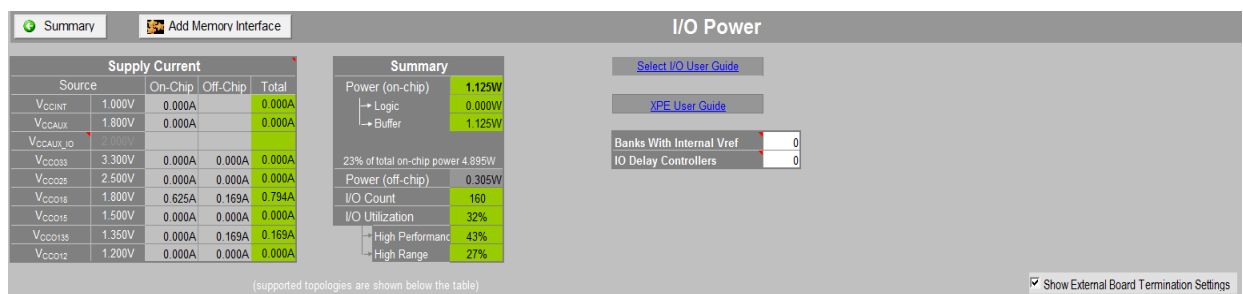 Summary Add Memory Interface I/O Power
Supply Current
Source On-Chip Off-Chip Total
VCCINT 1.000V 0.000A 0.000A
VCCAUX 1.800V 0.000A 0.000A
VCCAUX_IO 2.000V
VCCO33 3.300V 0.000A 0.000A 0.000A
VCCO25 2.500V 0.000A 0.000A 0.000A
VCCO18 1.800V 0.625A 0.169A 0.794A
VCCO15 1.500V 0.000A 0.000A 0.000A
VCCO135 1.350V 0.000A 0.169A 0.169A
VCCO12 1.200V 0.000A 0.000A 0.000A
Summary
Power (on-chip) 1.125W
Logic 0.000W
Buffer 1.125W
23% of total on-chip power 4.895W
Power (off-chip) 0.305W
I/O Count 160
I/O Utilization 32%
High Performanc 43%
High Range 27%
Select I/O User Guide
XPE User Guide
Banks With Internal Vref 0
IO Delay Controllers 0
(supported topologies are shown below the table)
Show External Board Termination Settings